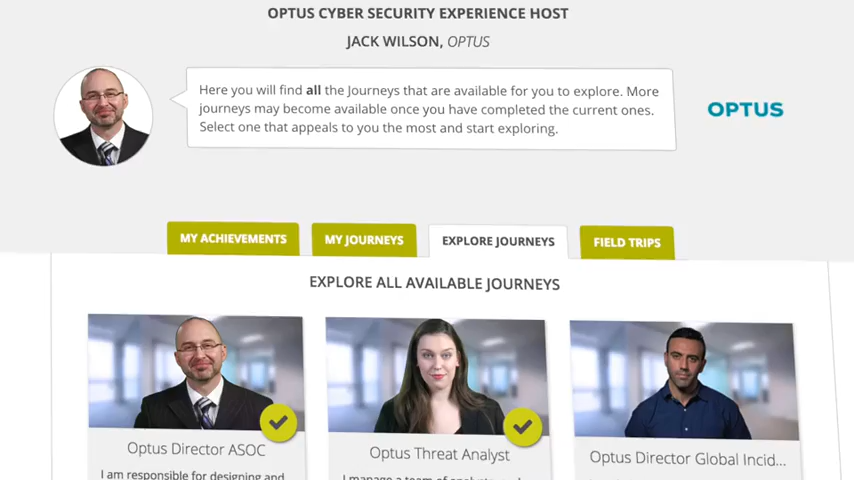 OPTUS CYBER SECURITY EXPERIENCE HOST
JACK WILSON, OPTUS
Here you will find all the Journeys that are available for you to explore. More
journeys may become available once you have completed the current ones.
Select one that appeals to you the most and start exploring.
OPTUS
MY ACHIEVEMENTS
MY JOURNEYS
EXPLORE JOURNEYS
FIELD TRIPS
EXPLORE ALL AVAILABLE JOURNEYS
Optus Director ASOC
Optus Threat Analyst
Optus Director Global Incid...
I am responsible for designing and
I manage a team of